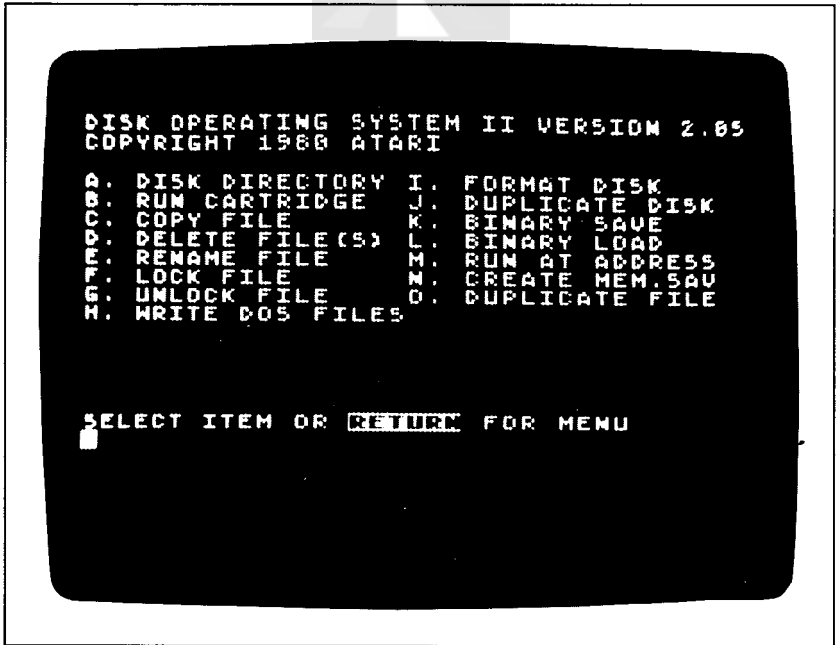 DISK OPERATING SYSTEM II VERSION 2.0S
COPYRIGHT 1980 ATARI
A. DISK DIRECTORY I. FORMAT DISK
B. RUN CARTRIDGE J. DUPLICATE DISK
C. COPY FILE K. BINARY SAVE
D. DELETE FILE(S) L. BINARY LOAD
E. RENAME FILE M. RUN AT ADDRESS
F. LOCK FILE N. CREATE MEM.SAV
G. UNLOCK FILE O. DUPLICATE FILE
H. WRITE DOS FILES
SELECT ITEM OR RETURN FOR MENU